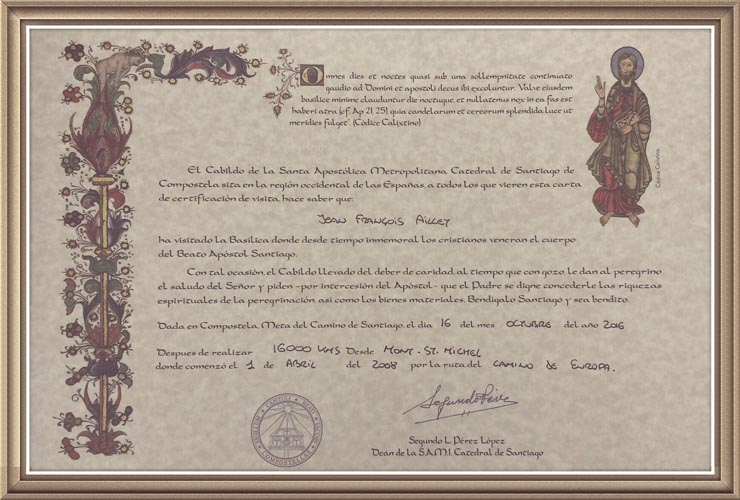 Omnes dies et noctes quasi sub una sollempnitate continuato
gaudio ad Domini et apostoli decus ibi excoluntur. "Valve eiusdem
basilice minime clauduntur die noctuque, et nullatenus nox in ea fas est
haberi atra (cf. Ap 21, 25), quia candelarum et cereorum splendida luce ut
meridies fulget". (Códice Calixtino)
Códice Calixtino
El Cabildo de la Santa Apostólica Metropolitana Catedral de Santiago de
Compostela sita en la región occidental de las Españas, a todos los que vieren esta carta
de certificación de visita, hace saber que:
JEAN FRANÇOIS AILLET
ha visitado la Basílica donde desde tiempo inmemorial los cristianos veneran el cuerpo
del Beato Apóstol Santiago.
Con tal ocasión, el Cabildo llevado del deber de caridad, al tiempo que con gozo, le dan al peregrino
el saludo del Señor y piden -por intercesión del Apóstol- que el Padre se digne concederle las riquezas
espirituales de la peregrinación, así como los bienes materiales. Bendígalo Santiago y sea bendito.
Dada en Compostela, Meta del Camino de Santiago, el día 16 del mes OCTUBRE del año 2016
Despues de realizar 16000 KMS Desde MONT-ST. MICHEL
donde comenzó el 1 de ABRIL del 2008 por la ruta del CAMINO DE EUROPA.
Segundo L. Pérez López
Deán de la S.A.M.I. Catedral de Santiago